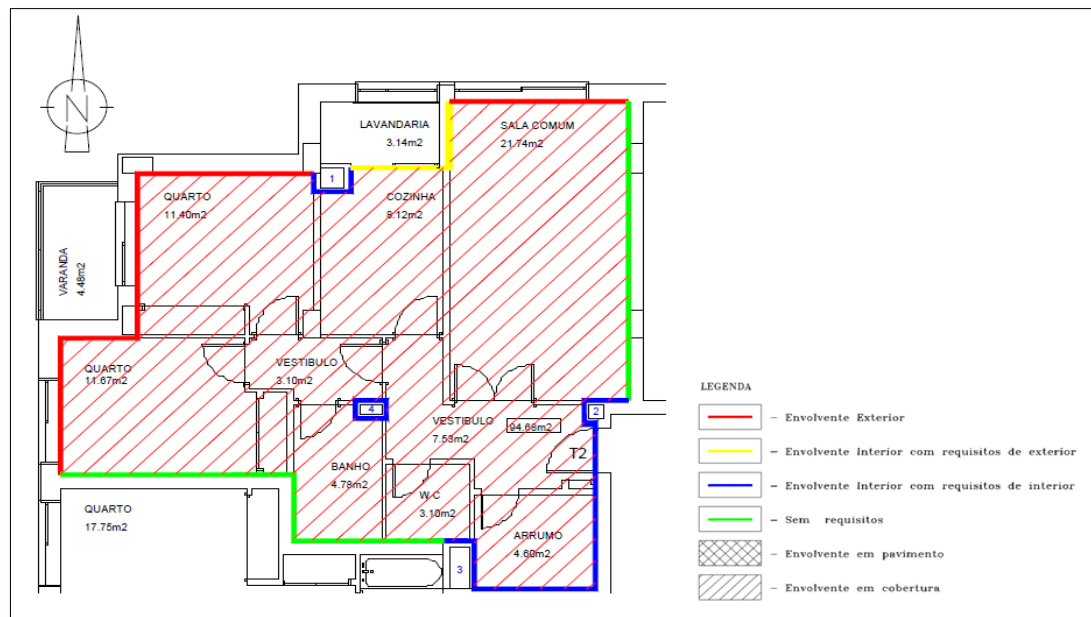 N
LAVANDARIA
3.14m2
SALA COMUM
21.74m2
1
QUARTO
11.40m2
COZINHA
8.12m2
VARANDA
4.48m2
QUARTO
11.67m2
VESTIBULO
3.10m2
4
VESTIBULO
7.53m2
94.68m2
2
T2
BANHO
4.78m2
W.C
3.10m2
QUARTO
17.75m2
ARRUMO
4.60m2
3
LEGENDA
- Envolvente Exterior
- Envolvente Interior com requisitos de exterior
- Envolvente Interior com requisitos de interior
- Sem requisitos
- Envolvente em pavimento
- Envolvente em cobertura